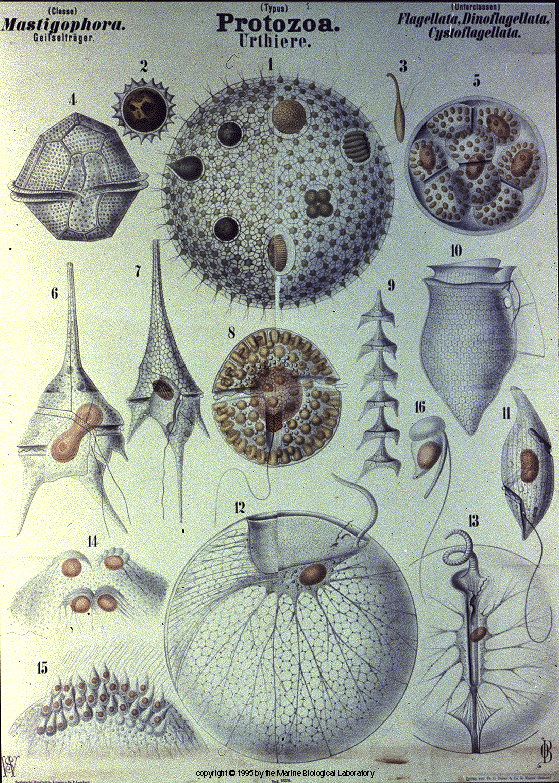 (Classe)
Mastigophora.
Geisselträger.
(Typus)
Protozoa.
Urthiere.
(Unterclassen)
Flagellata, Dinoflagellata,
Cystoflagellata.
1
2
3
4
5
6
7
8
9
10
11
12
13
14
15
16
copyright © 1995 by the Marine Biological Laboratory